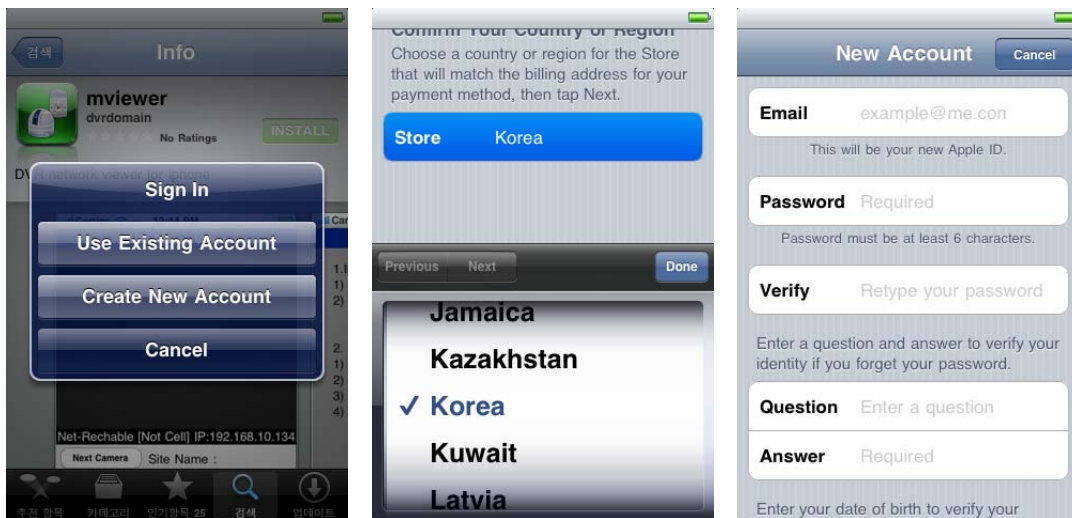 검색
Info
mviewer
dvrdomain
No Ratings
INSTALL
DVR network viewer for iphone
Sign In
12:44 PM
Car
Use Existing Account
1.I
1)
2)
Create New Account
Cancel
2.
1)
2)
3)
4)
Net-Rechable [Not Cell] IP:192.168.10.134
Next Camera Site Name :
추천 항목 카테고리 인기항목 25 검색 업데이트
Confirm Your Country or Region
Choose a country or region for the Store
that will match the billing address for your
payment method, then tap Next.
Store Korea
Previous Next Done
Jamaica
Kazakhstan
✓ Korea
Kuwait
Latvia
New Account Cancel
Email example@me.con
This will be your new Apple ID.
Password Required
Password must be at least 6 characters.
Verify Retype your password
Enter a question and answer to verify your
identity if you forget your password.
Question Enter a question
Answer Required
Enter your date of birth to verify your